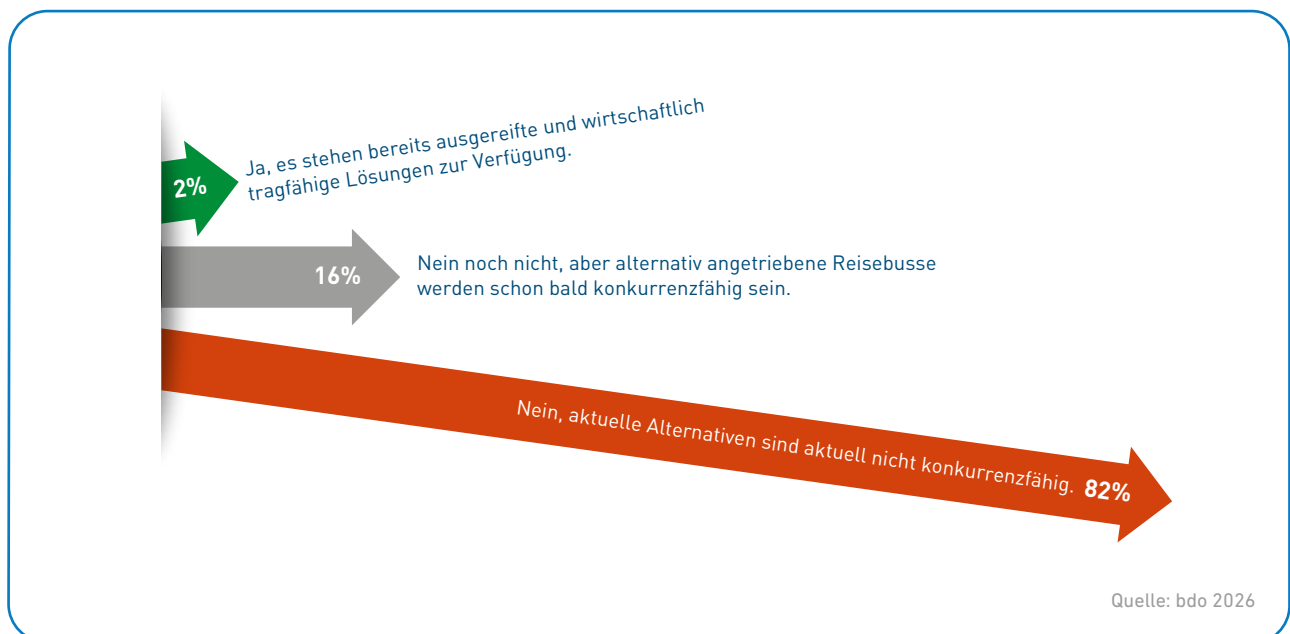 Ja, es stehen bereits ausgereifte und wirtschaftlich
tragfähige Lösungen zur Verfügung.
2%
Nein noch nicht, aber alternativ angetriebene Reisebusse
werden schon bald konkurrenzfähig sein.
16%
Nein, aktuelle Alternativen sind aktuell nicht konkurrenzfähig. 82%
Quelle: bdo 2026